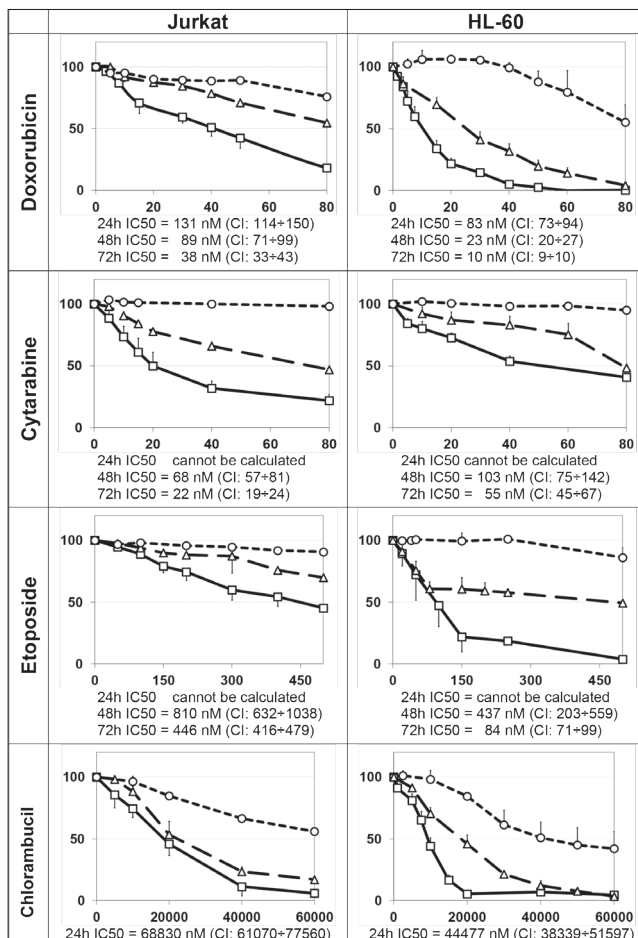 Jurkat HL-60
Doxorubicin
100
50
0
0 20 40 60 80
24h IC50 = 131 nM (CI: 114÷150)
48h IC50 = 89 nM (CI: 71÷99)
72h IC50 = 38 nM (CI: 33÷43)
100
50
0
0 20 40 60 80
24h IC50 = 83 nM (CI: 73÷94)
48h IC50 = 23 nM (CI: 20÷27)
72h IC50 = 10 nM (CI: 9÷10)
Cytarabine
100
50
0
0 20 40 60 80
24h IC50 cannot be calculated
48h IC50 = 68 nM (CI: 57÷81)
72h IC50 = 22 nM (CI: 19÷24)
100
50
0
0 20 40 60 80
24h IC50 cannot be calculated
48h IC50 = 103 nM (CI: 75÷142)
72h IC50 = 55 nM (CI: 45÷67)
Etoposide
100
50
0
0 150 300 450
24h IC50 cannot be calculated
48h IC50 = 810 nM (CI: 632÷1038)
72h IC50 = 446 nM (CI: 416÷479)
100
50
0
0 150 300 450
24h IC50 = cannot be calculated
48h IC50 = 437 nM (CI: 203÷559)
72h IC50 = 84 nM (CI: 71÷99)
Chlorambucil
100
50
0
0 20000 40000 60000
24h IC50 = 68830 nM (CI: 61070÷77560)
100
50
0
0 20000 40000 60000
24h IC50 = 44477 nM (CI: 38339÷51597)